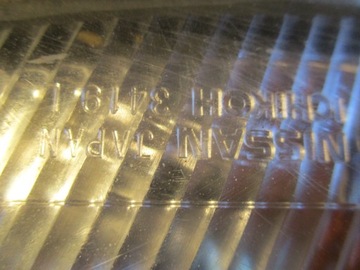 ICHIKOH 3419 L
NISSAN JAPAN